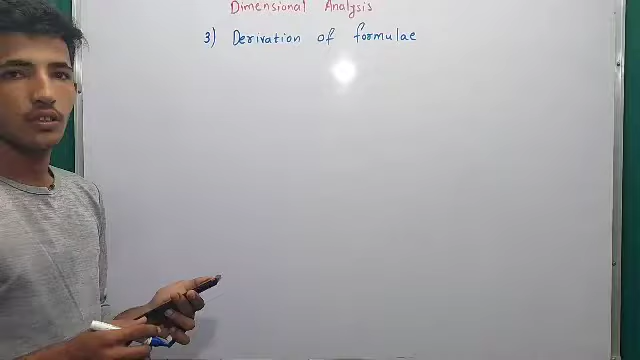 Dimensional Analysis
3) Derivation of formulae